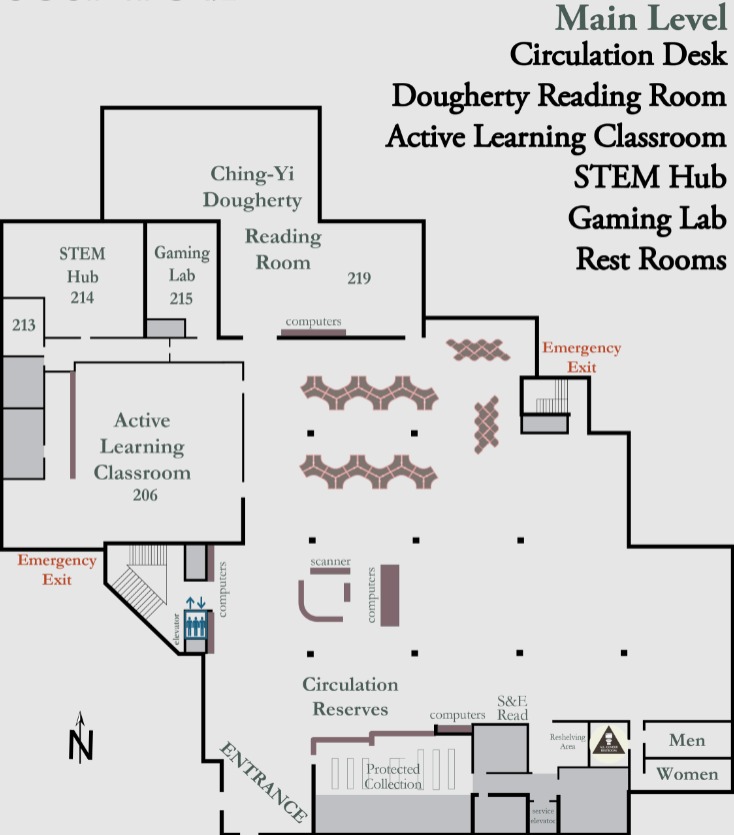 Main Level
Circulation Desk
Dougherty Reading Room
Active Learning Classroom
STEM Hub
Gaming Lab
Rest Rooms
Ching-Yi
Dougherty
Reading
Room
219
STEM
Hub
214
Gaming
Lab
215
213
computers
Emergency
Exit
Active
Learning
Classroom
206
Emergency
Exit
computers
elevator
scanner
computers
Circulation
Reserves
S&E
Read
computers
Reshelving
Area
Men
Women
Protected
Collection
ENTRANCE
service
elevator
N